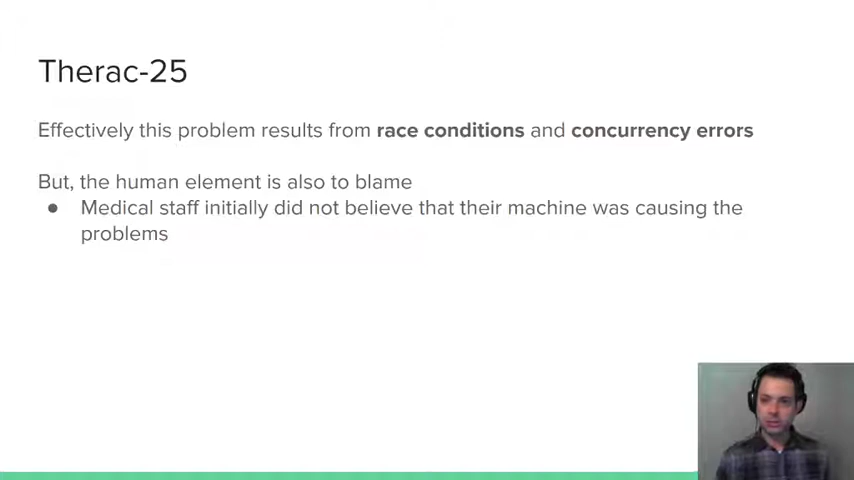 Therac-25
Effectively this problem results from race conditions and concurrency errors
But, the human element is also to blame
● Medical staff initially did not believe that their machine was causing the
problems